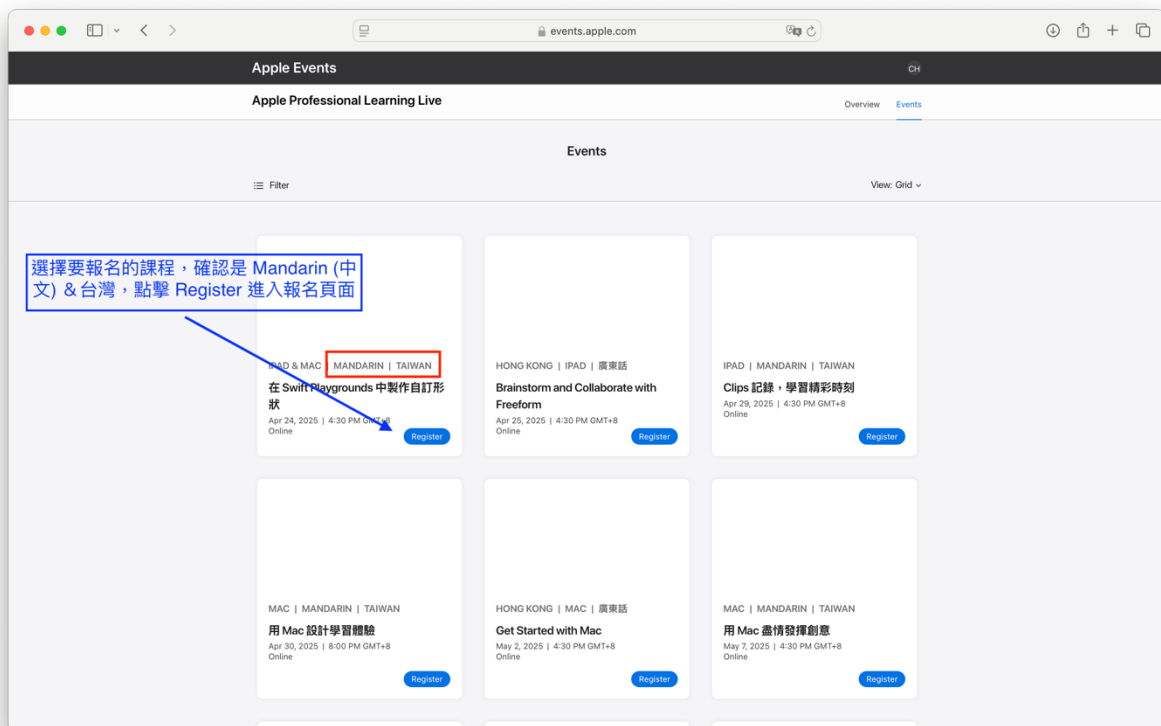 events.apple.com
Apple Events
CH
Apple Professional Learning Live
Overview
Events
Events
Filter
View: Grid
選擇要報名的課程，確認是 Mandarin (中
文) & 台灣，點擊 Register 進入報名頁面
IPAD & MAC | MANDARIN | TAIWAN
在 Swift Playgrounds 中製作自訂形
狀
Apr 24, 2025 | 4:30 PM GMT+8
Online
Register
HONG KONG | IPAD | 廣東話
Brainstorm and Collaborate with
Freeform
Apr 25, 2025 | 4:30 PM GMT+8
Online
Register
IPAD | MANDARIN | TAIWAN
Clips 記錄，學習精彩時刻
Apr 29, 2025 | 4:30 PM GMT+8
Online
Register
MAC | MANDARIN | TAIWAN
用 Mac 設計學習體驗
Apr 30, 2025 | 8:00 PM GMT+8
Online
Register
HONG KONG | MAC | 廣東話
Get Started with Mac
May 2, 2025 | 4:30 PM GMT+8
Online
Register
MAC | MANDARIN | TAIWAN
用 Mac 盡情發揮創意
May 7, 2025 | 4:30 PM GMT+8
Online
Register